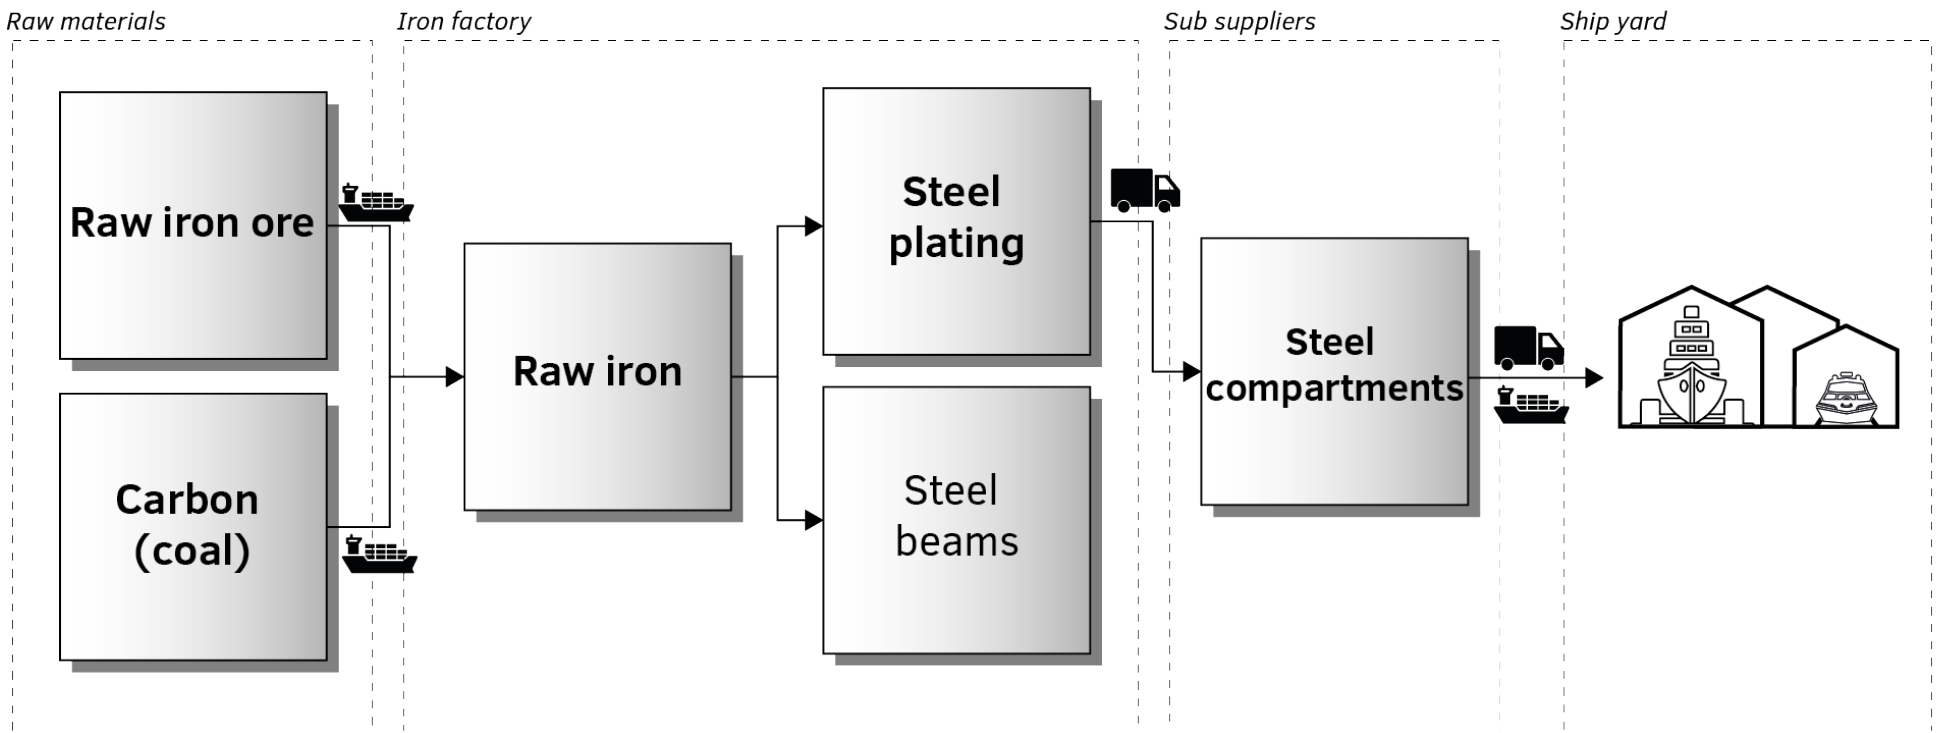 Raw materials
Iron factory
Sub suppliers
Ship yard
Raw iron ore
Carbon
(coal)
Raw iron
Steel
plating
Steel
beams
Steel
compartments